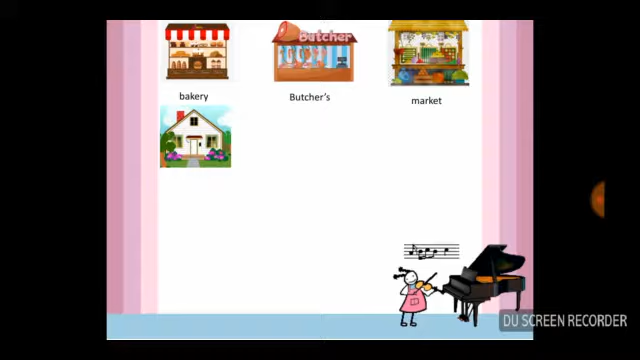 Butcher
bakery
Butcher's
market
DU SCREEN RECORDER